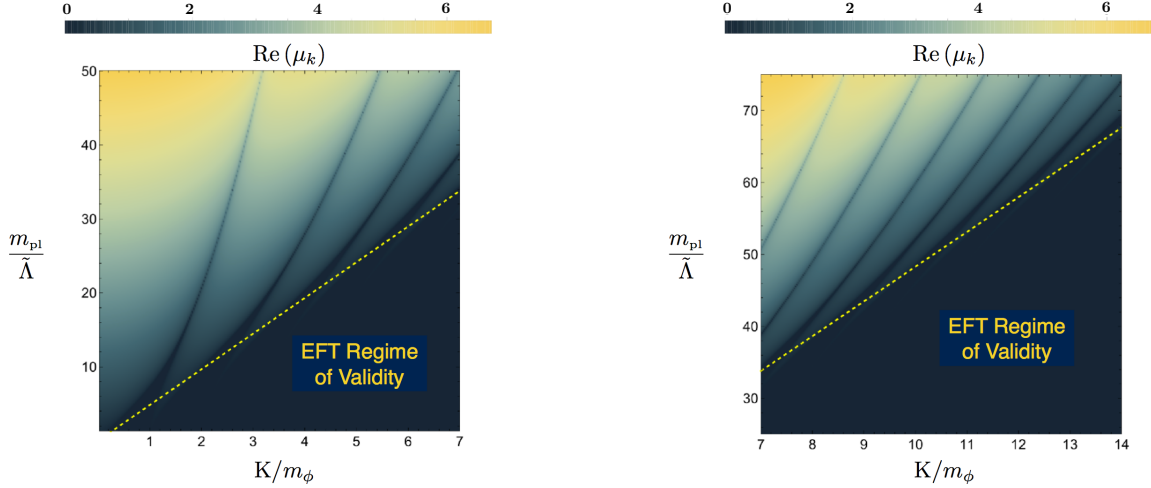 0 2 4 6
Re (μₖ)
50
40
30
20
10
m_pl
Λ̃
EFT Regime
of Validity
1 2 3 4 5 6 7
K/m_ϕ
0 2 4 6
Re (μₖ)
70
60
50
40
30
m_pl
Λ̃
EFT Regime
of Validity
7 8 9 10 11 12 13 14
K/m_ϕ